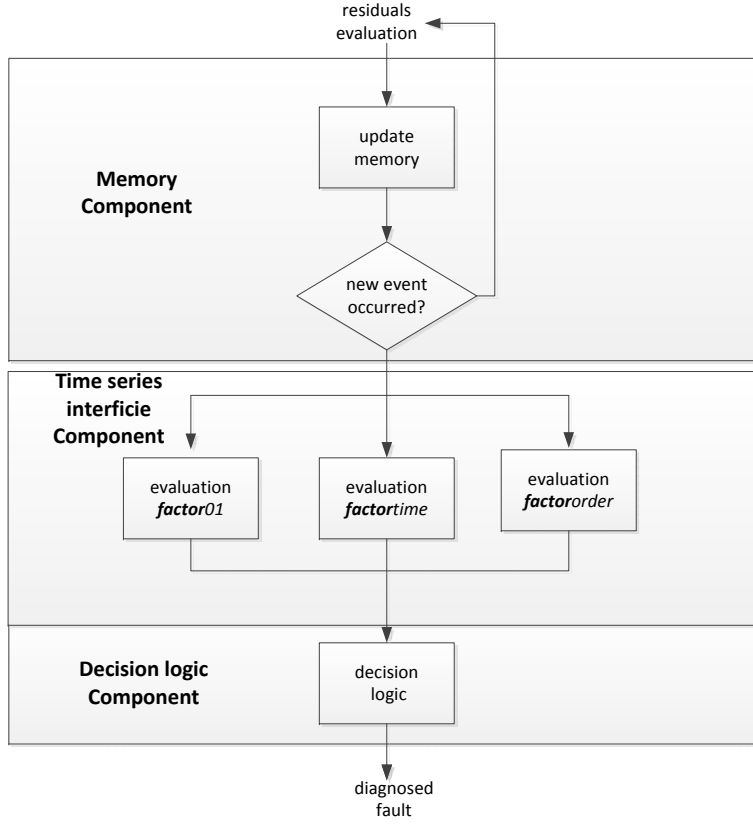 residuals
evaluation
update
memory
Memory
Component
new event
occurred?
Time series
interficie
Component
evaluation
factor01
evaluation
factortime
evaluation
factororder
Decision logic
Component
decision
logic
diagnosed
fault